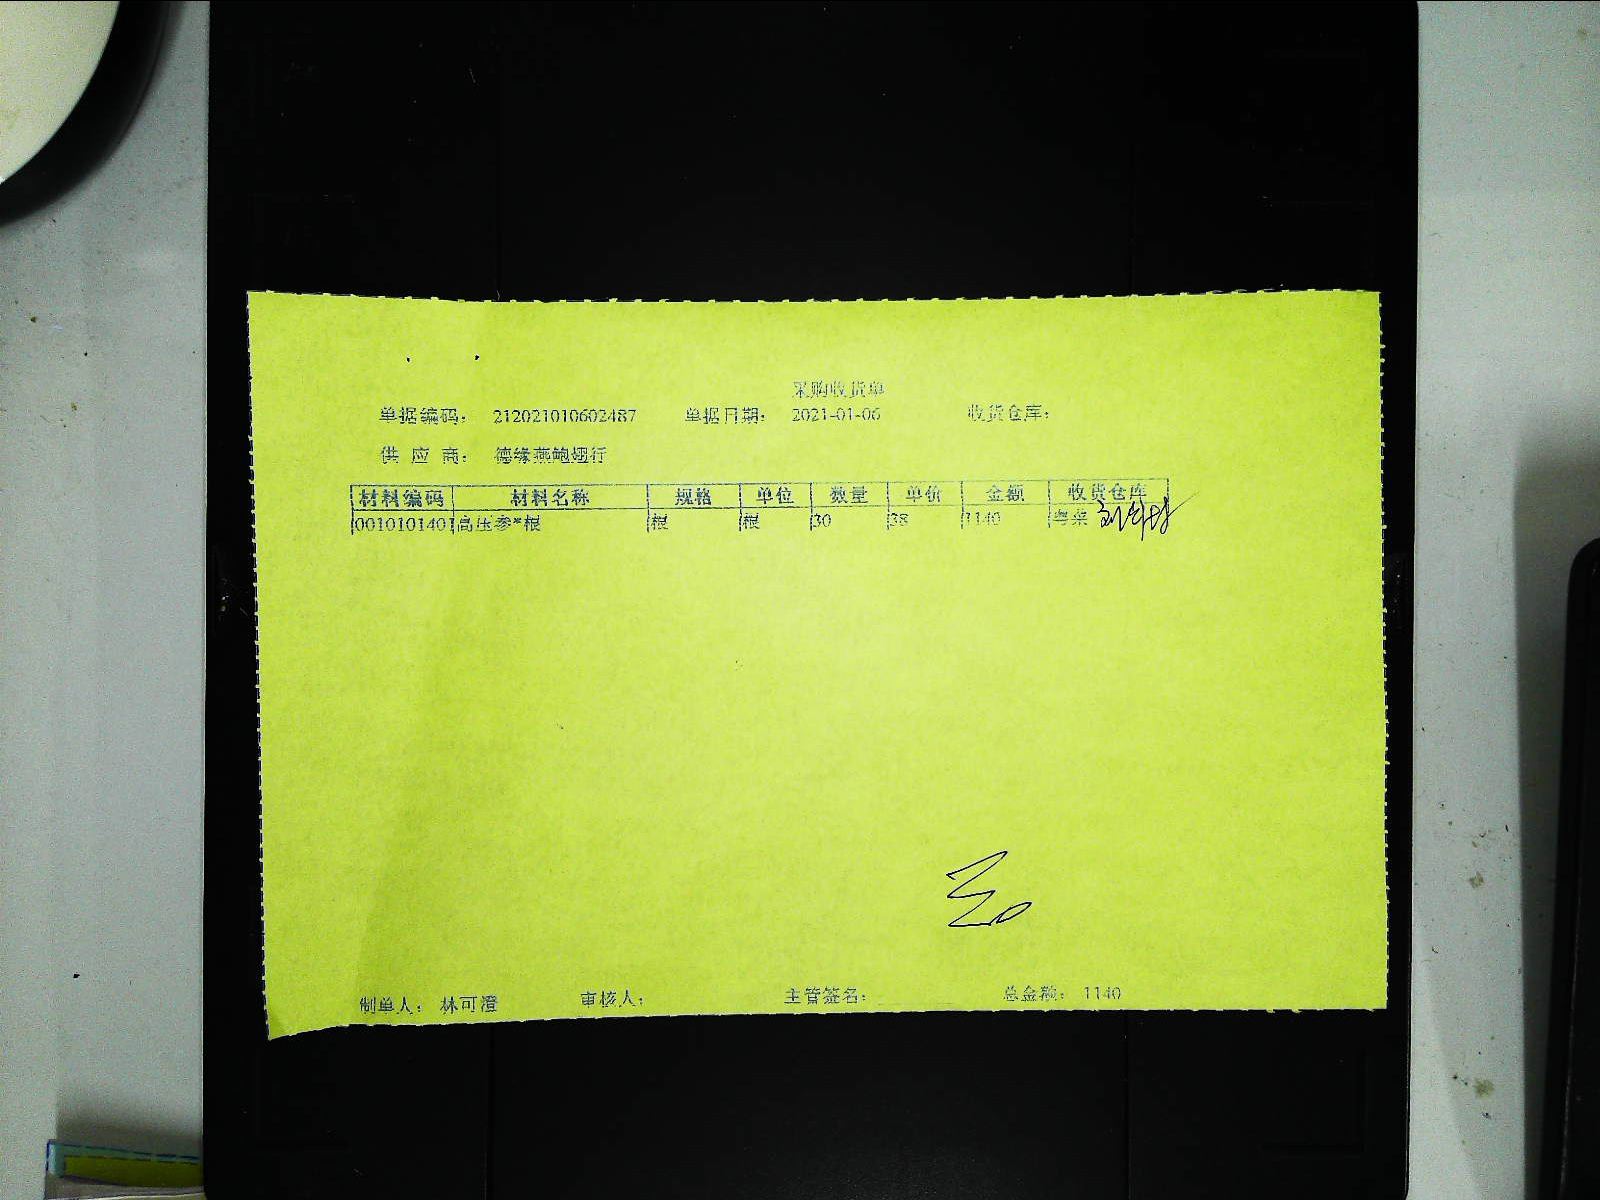 采购收货单
单据编码： 212021010602487 单据日期： 2021-01-06 收货仓库：
供 应 商： 德缘燕鲍翅行
材料编码 材料名称 规格 单位 数量 单价 金额 收货仓库
0010101401 高压参*根 根 根 30 38 1140 粤菜
制单人： 林可澄 审核人： 主管签名： 总金额： 1140